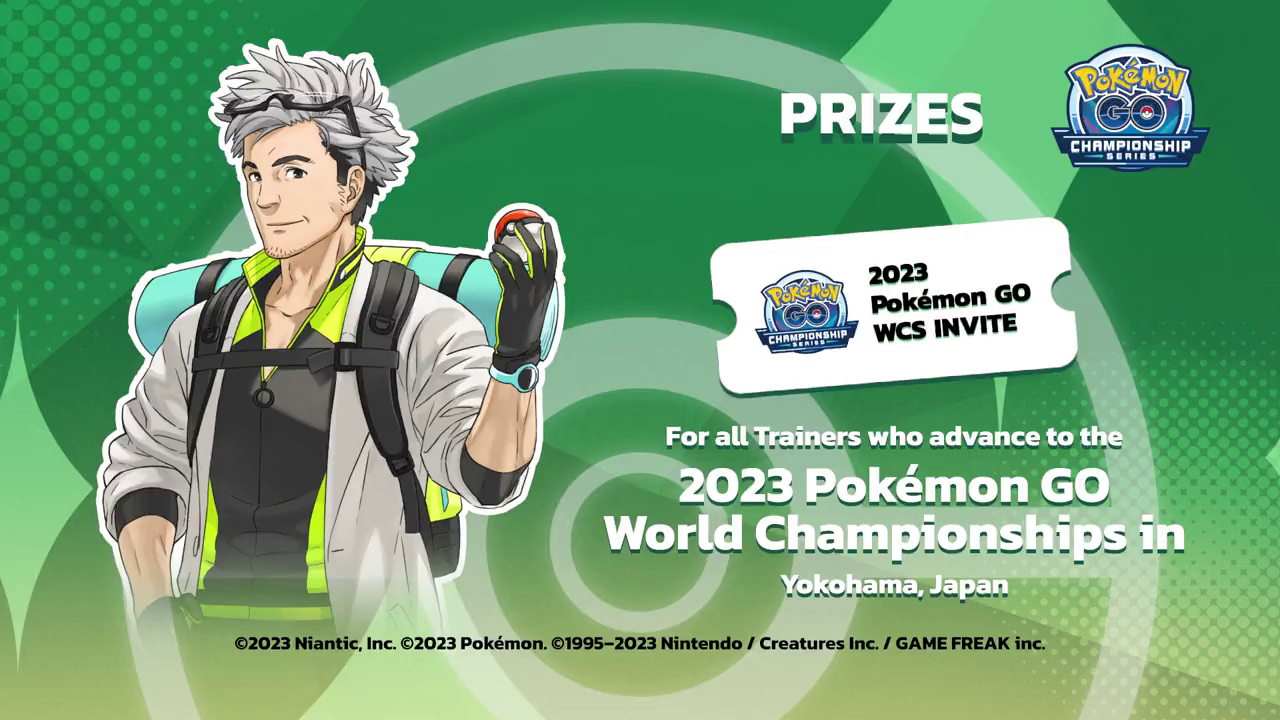 PRIZES
Pokémon
GO
CHAMPIONSHIP
SERIES
Pokémon
GO
CHAMPIONSHIP
SERIES
2023
Pokémon GO
WCS INVITE
For all Trainers who advance to the
2023 Pokémon GO
World Championships in
Yokohama, Japan
©2023 Niantic, Inc. ©2023 Pokémon. ©1995–2023 Nintendo / Creatures Inc. / GAME FREAK inc.